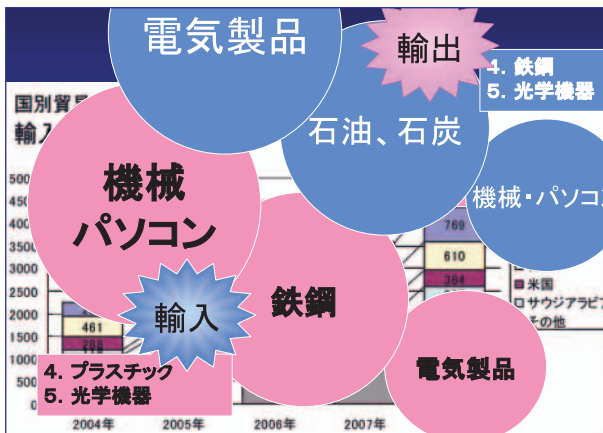 電気製品
輸出
4. 鉄鋼
5. 光学機器
国別貿易
輸入
石油、石炭
機械
パソコン
機械・パソコン
769
610
364
米国
サウジアラビア
その他
461
輸入
鉄鋼
電気製品
4. プラスチック
5. 光学機器
4000
3500
3000
2500
2000
1500
1000
500
0
2004年
2005年
2006年
2007年